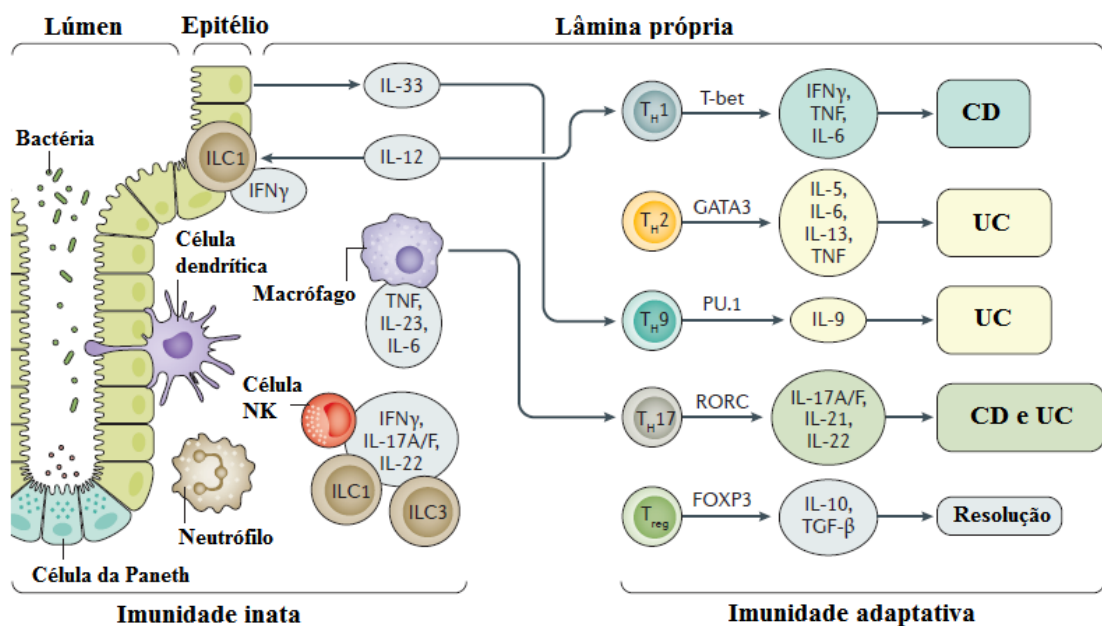 Lúmen
Epitélio
Lâmina própria
Bactéria
ILC1
IFNγ
IL-33
IL-12
Célula
dendrítica
Macrófago
TNF,
IL-23,
IL-6
Célula
NK
IFNγ,
IL-17A/F,
IL-22
ILC1
ILC3
Neutrófilo
Célula da Paneth
Imunidade inata
TH1
T-bet
IFNγ,
TNF,
IL-6
CD
TH2
GATA3
IL-5,
IL-6,
IL-13,
TNF
UC
TH9
PU.1
IL-9
UC
TH17
RORC
IL-17A/F,
IL-21,
IL-22
CD e UC
Treg
FOXP3
IL-10,
TGF-β
Resolução
Imunidade adaptativa